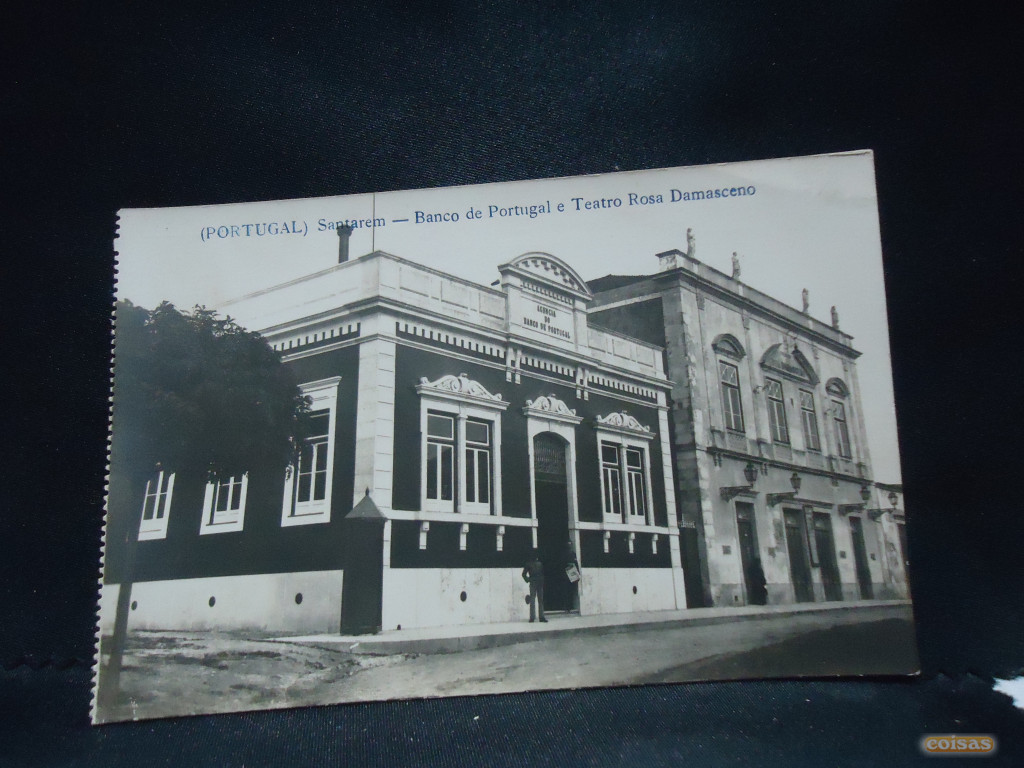 (PORTUGAL) Santarem — Banco de Portugal e Teatro Rosa Damasceno
AGENCIA
DO
BANCO DE PORTUGAL
coisas